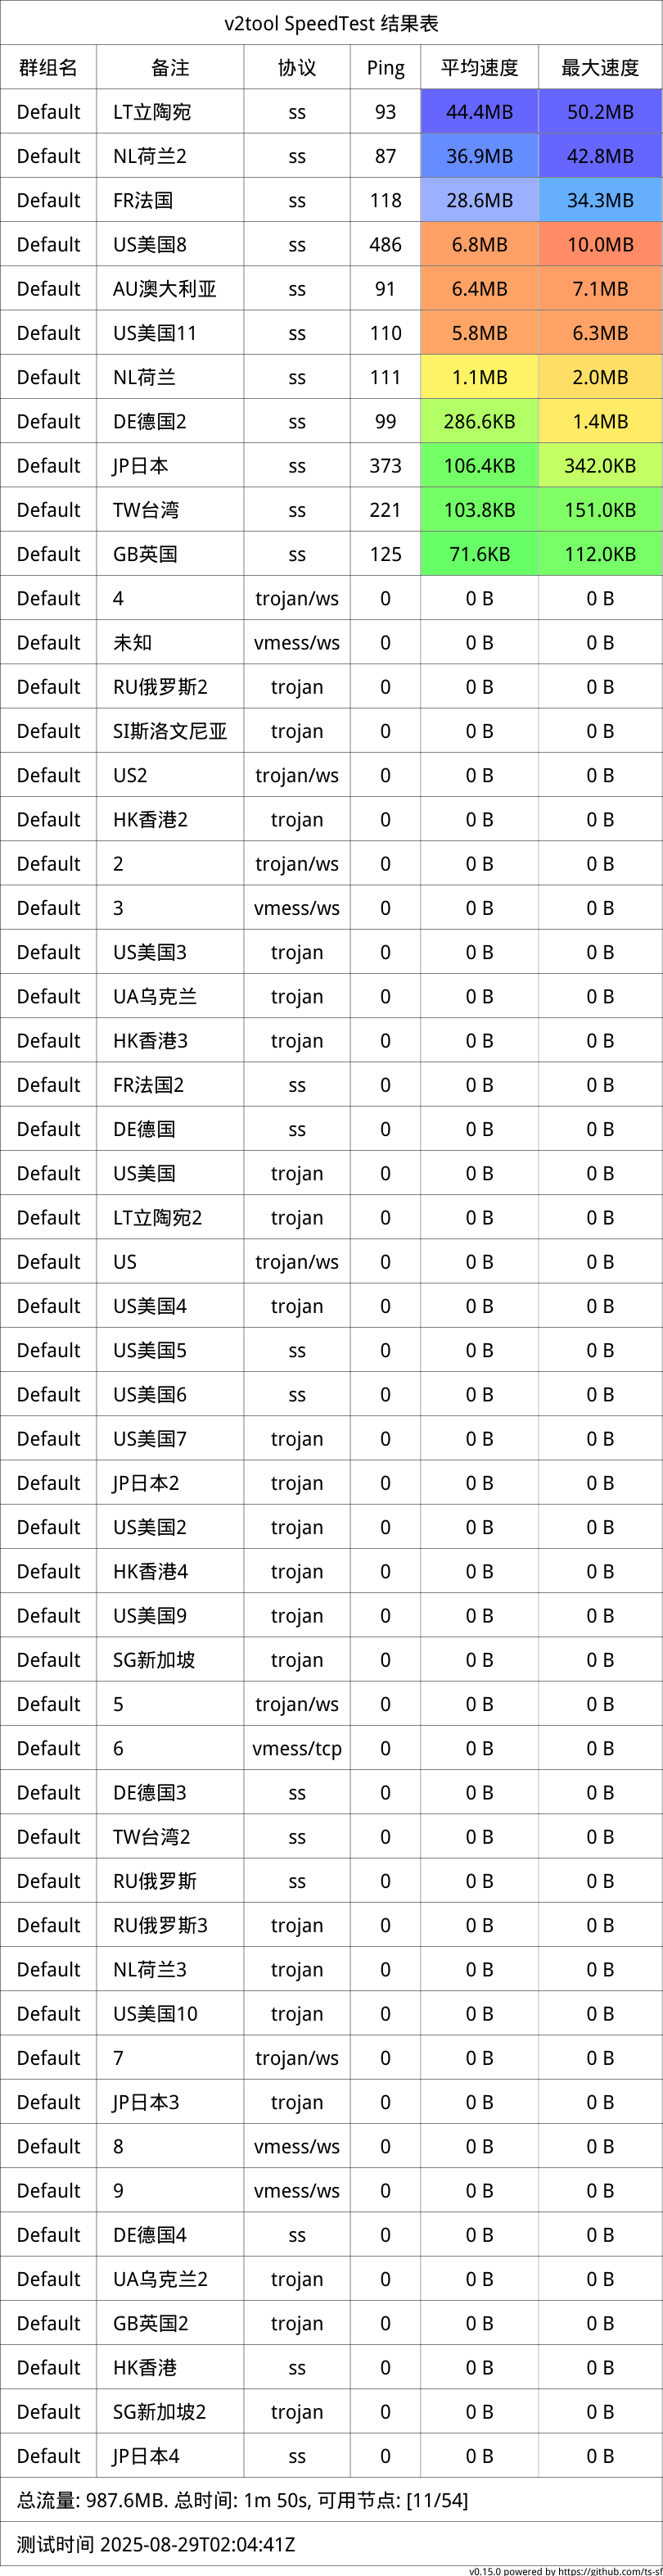 v2tool SpeedTest 结果表
群组名 备注 协议 Ping 平均速度 最大速度
Default LT立陶宛 ss 93 44.4MB 50.2MB
Default NL荷兰2 ss 87 36.9MB 42.8MB
Default FR法国 ss 118 28.6MB 34.3MB
Default US美国8 ss 486 6.8MB 10.0MB
Default AU澳大利亚 ss 91 6.4MB 7.1MB
Default US美国11 ss 110 5.8MB 6.3MB
Default NL荷兰 ss 111 1.1MB 2.0MB
Default DE德国2 ss 99 286.6KB 1.4MB
Default JP日本 ss 373 106.4KB 342.0KB
Default TW台湾 ss 221 103.8KB 151.0KB
Default GB英国 ss 125 71.6KB 112.0KB
Default 4 trojan/ws 0 0 B 0 B
Default 未知 vmess/ws 0 0 B 0 B
Default RU俄罗斯2 trojan 0 0 B 0 B
Default SI斯洛文尼亚 trojan 0 0 B 0 B
Default US2 trojan/ws 0 0 B 0 B
Default HK香港2 trojan 0 0 B 0 B
Default 2 trojan/ws 0 0 B 0 B
Default 3 vmess/ws 0 0 B 0 B
Default US美国3 trojan 0 0 B 0 B
Default UA乌克兰 trojan 0 0 B 0 B
Default HK香港3 trojan 0 0 B 0 B
Default FR法国2 ss 0 0 B 0 B
Default DE德国 ss 0 0 B 0 B
Default US美国 trojan 0 0 B 0 B
Default LT立陶宛2 trojan 0 0 B 0 B
Default US trojan/ws 0 0 B 0 B
Default US美国4 trojan 0 0 B 0 B
Default US美国5 ss 0 0 B 0 B
Default US美国6 ss 0 0 B 0 B
Default US美国7 trojan 0 0 B 0 B
Default JP日本2 trojan 0 0 B 0 B
Default US美国2 trojan 0 0 B 0 B
Default HK香港4 trojan 0 0 B 0 B
Default US美国9 trojan 0 0 B 0 B
Default SG新加坡 trojan 0 0 B 0 B
Default 5 trojan/ws 0 0 B 0 B
Default 6 vmess/tcp 0 0 B 0 B
Default DE德国3 ss 0 0 B 0 B
Default TW台湾2 ss 0 0 B 0 B
Default RU俄罗斯 ss 0 0 B 0 B
Default RU俄罗斯3 trojan 0 0 B 0 B
Default NL荷兰3 trojan 0 0 B 0 B
Default US美国10 trojan 0 0 B 0 B
Default 7 trojan/ws 0 0 B 0 B
Default JP日本3 trojan 0 0 B 0 B
Default 8 vmess/ws 0 0 B 0 B
Default 9 vmess/ws 0 0 B 0 B
Default DE德国4 ss 0 0 B 0 B
Default UA乌克兰2 trojan 0 0 B 0 B
Default GB英国2 trojan 0 0 B 0 B
Default HK香港 ss 0 0 B 0 B
Default SG新加坡2 trojan 0 0 B 0 B
Default JP日本4 ss 0 0 B 0 B
总流量: 987.6MB. 总时间: 1m 50s, 可用节点: [11/54]
测试时间 2025-08-29T02:04:41Z
v0.15.0 powered by https://github.com/ts-sf